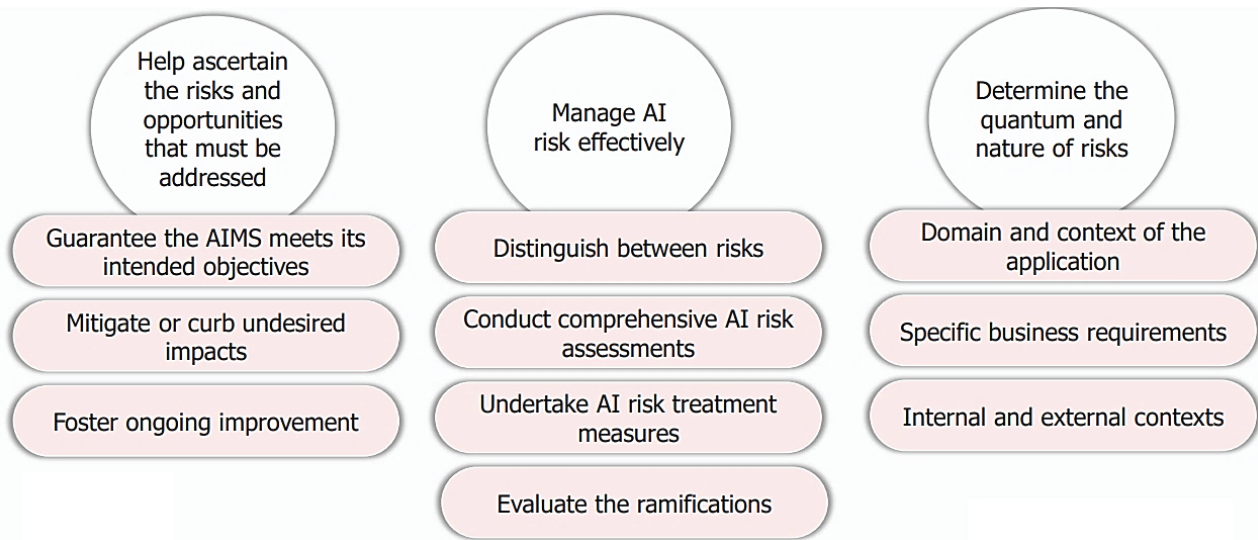 Help ascertain
the risks and
opportunities
that must be
addressed
Guarantee the AIMS meets its
intended objectives
Mitigate or curb undesired
impacts
Foster ongoing improvement
Manage AI
risk effectively
Distinguish between risks
Conduct comprehensive AI risk
assessments
Undertake AI risk treatment
measures
Evaluate the ramifications
Determine the
quantum and
nature of risks
Domain and context of the
application
Specific business requirements
Internal and external contexts